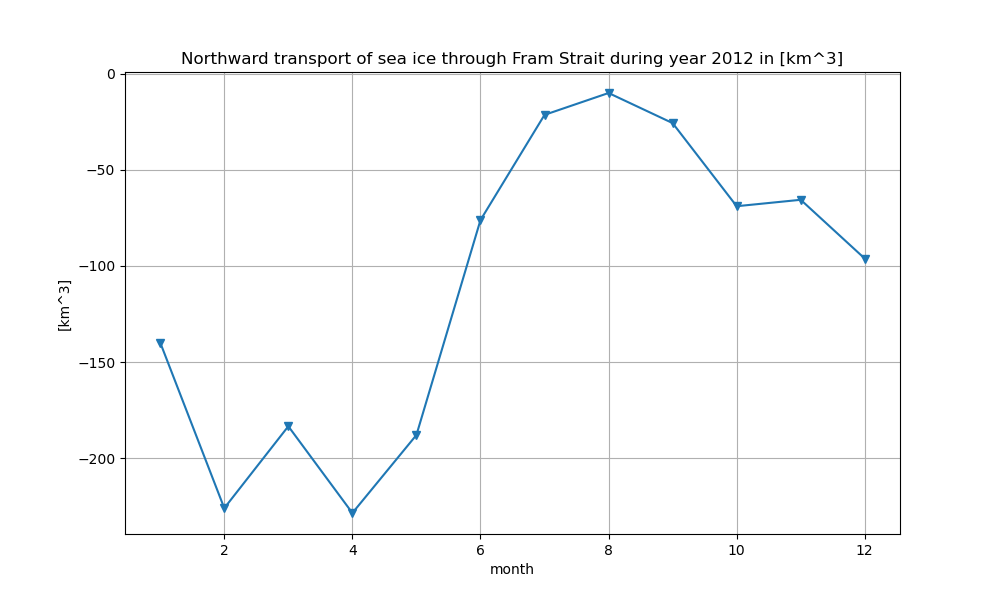 Northward transport of sea ice through Fram Strait during year 2012 in [km^3]
0
−50
−100
−150
−200
[km^3]
2 4 6 8 10 12
month